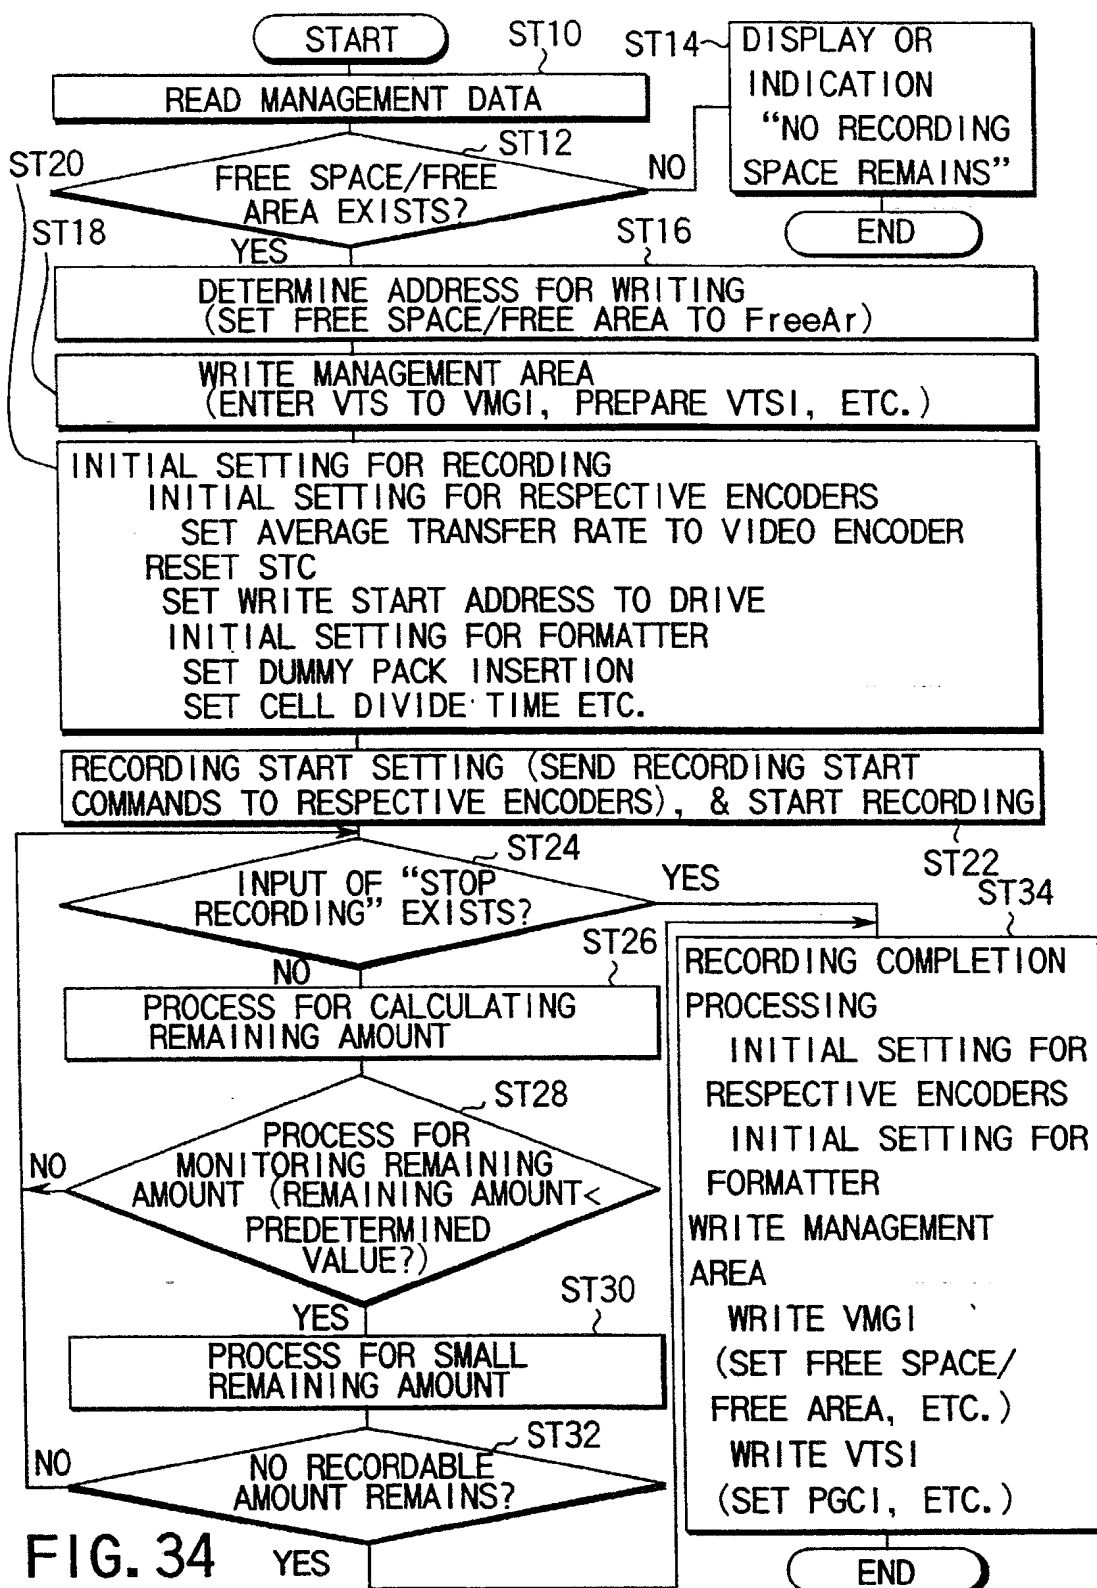 START
ST10
READ MANAGEMENT DATA
ST14
DISPLAY OR
INDICATION
“NO RECORDING
SPACE REMAINS”
END
ST12
ST20
FREE SPACE/FREE
AREA EXISTS?
NO
YES
ST18
ST16
DETERMINE ADDRESS FOR WRITING
(SET FREE SPACE/FREE AREA TO FreeAr)
WRITE MANAGEMENT AREA
(ENTER VTS TO VMGI, PREPARE VTSI, ETC.)
INITIAL SETTING FOR RECORDING
INITIAL SETTING FOR RESPECTIVE ENCODERS
SET AVERAGE TRANSFER RATE TO VIDEO ENCODER
RESET STC
SET WRITE START ADDRESS TO DRIVE
INITIAL SETTING FOR FORMATTER
SET DUMMY PACK INSERTION
SET CELL DIVIDE TIME ETC.
RECORDING START SETTING (SEND RECORDING START
COMMANDS TO RESPECTIVE ENCODERS), & START RECORDING
ST22
ST24
INPUT OF “STOP
RECORDING” EXISTS?
YES
NO
ST26
PROCESS FOR CALCULATING
REMAINING AMOUNT
ST28
PROCESS FOR
MONITORING REMAINING
AMOUNT (REMAINING AMOUNT<
PREDETERMINED
VALUE?)
NO
YES
ST30
PROCESS FOR SMALL
REMAINING AMOUNT
ST32
NO RECORDABLE
AMOUNT REMAINS?
NO
YES
ST34
RECORDING COMPLETION
PROCESSING
INITIAL SETTING FOR
RESPECTIVE ENCODERS
INITIAL SETTING FOR
FORMATTER
WRITE MANAGEMENT
AREA
WRITE VMGI
(SET FREE SPACE/
FREE AREA, ETC.)
WRITE VTSI
(SET PGCI, ETC.)
END
FIG. 34